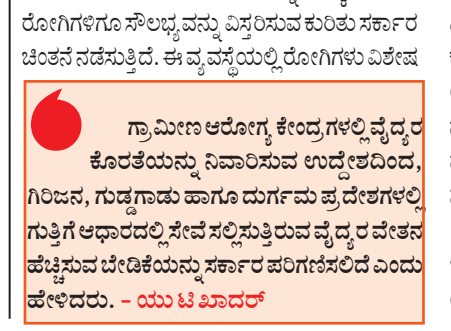 ರೋಗಿಗಳಿಗೂ ಸೌಲಭ್ಯವನ್ನು ವಿಸ್ತರಿಸುವ ಕುರಿತು ಸರ್ಕಾರ
ಚಿಂತನೆ ನಡೆಸುತ್ತಿದೆ. ಈ ವ್ಯವಸ್ಥೆಯಲ್ಲಿ ರೋಗಿಗಳು ವಿಶೇಷ
ಗ್ರಾಮೀಣ ಆರೋಗ್ಯ ಕೇಂದ್ರಗಳಲ್ಲಿ ವೈದ್ಯರ
ಕೊರತೆಯನ್ನು ನಿವಾರಿಸುವ ಉದ್ದೇಶದಿಂದ,
ಗಿರಿಜನ, ಗುಡ್ಡಗಾಡು ಹಾಗೂ ದುರ್ಗಮ ಪ್ರದೇಶಗಳಲ್ಲಿ
ಗುತ್ತಿಗೆ ಆಧಾರದಲ್ಲಿ ಸೇವೆ ಸಲ್ಲಿಸುತ್ತಿರುವ ವೈದ್ಯರ ವೇತನ
ಹೆಚ್ಚಿಸುವ ಬೇಡಿಕೆಯನ್ನು ಸರ್ಕಾರ ಪರಿಗಣಿಸಲಿದೆ ಎಂದು
ಹೇಳಿದರು. – ಯು ಟಿ ಖಾದರ್